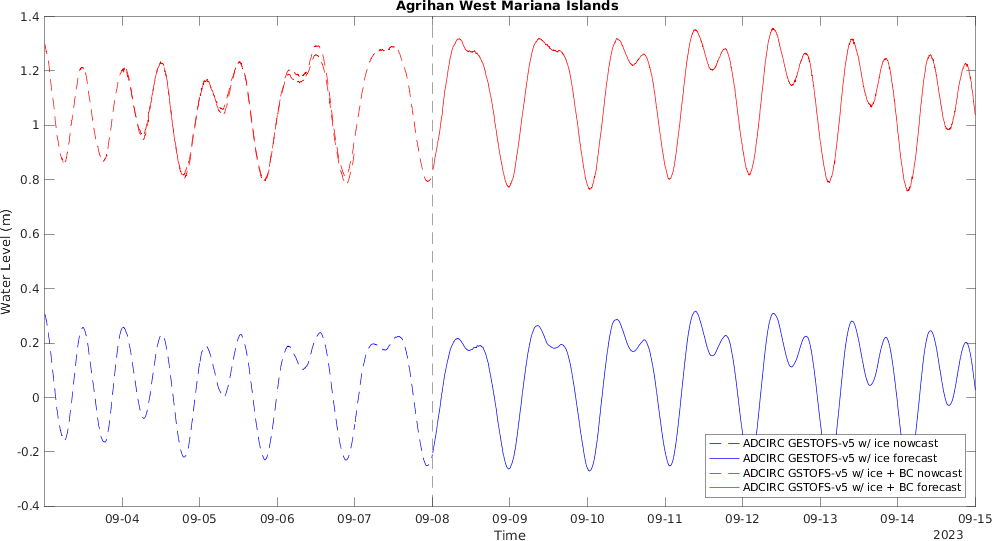 Agrihan West Mariana Islands
1.4
1.2
1
0.8
0.6
0.4
0.2
0
-0.2
-0.4
Water Level (m)
ADCIRC GESTOFS-v5 w/ ice nowcast
ADCIRC GESTOFS-v5 w/ ice forecast
ADCIRC GSTOFS-v5 w/ ice + BC nowcast
ADCIRC GSTOFS-v5 w/ ice + BC forecast
09-04 09-05 09-06 09-07 09-08 09-09 09-10 09-11 09-12 09-13 09-14 09-15
Time
2023